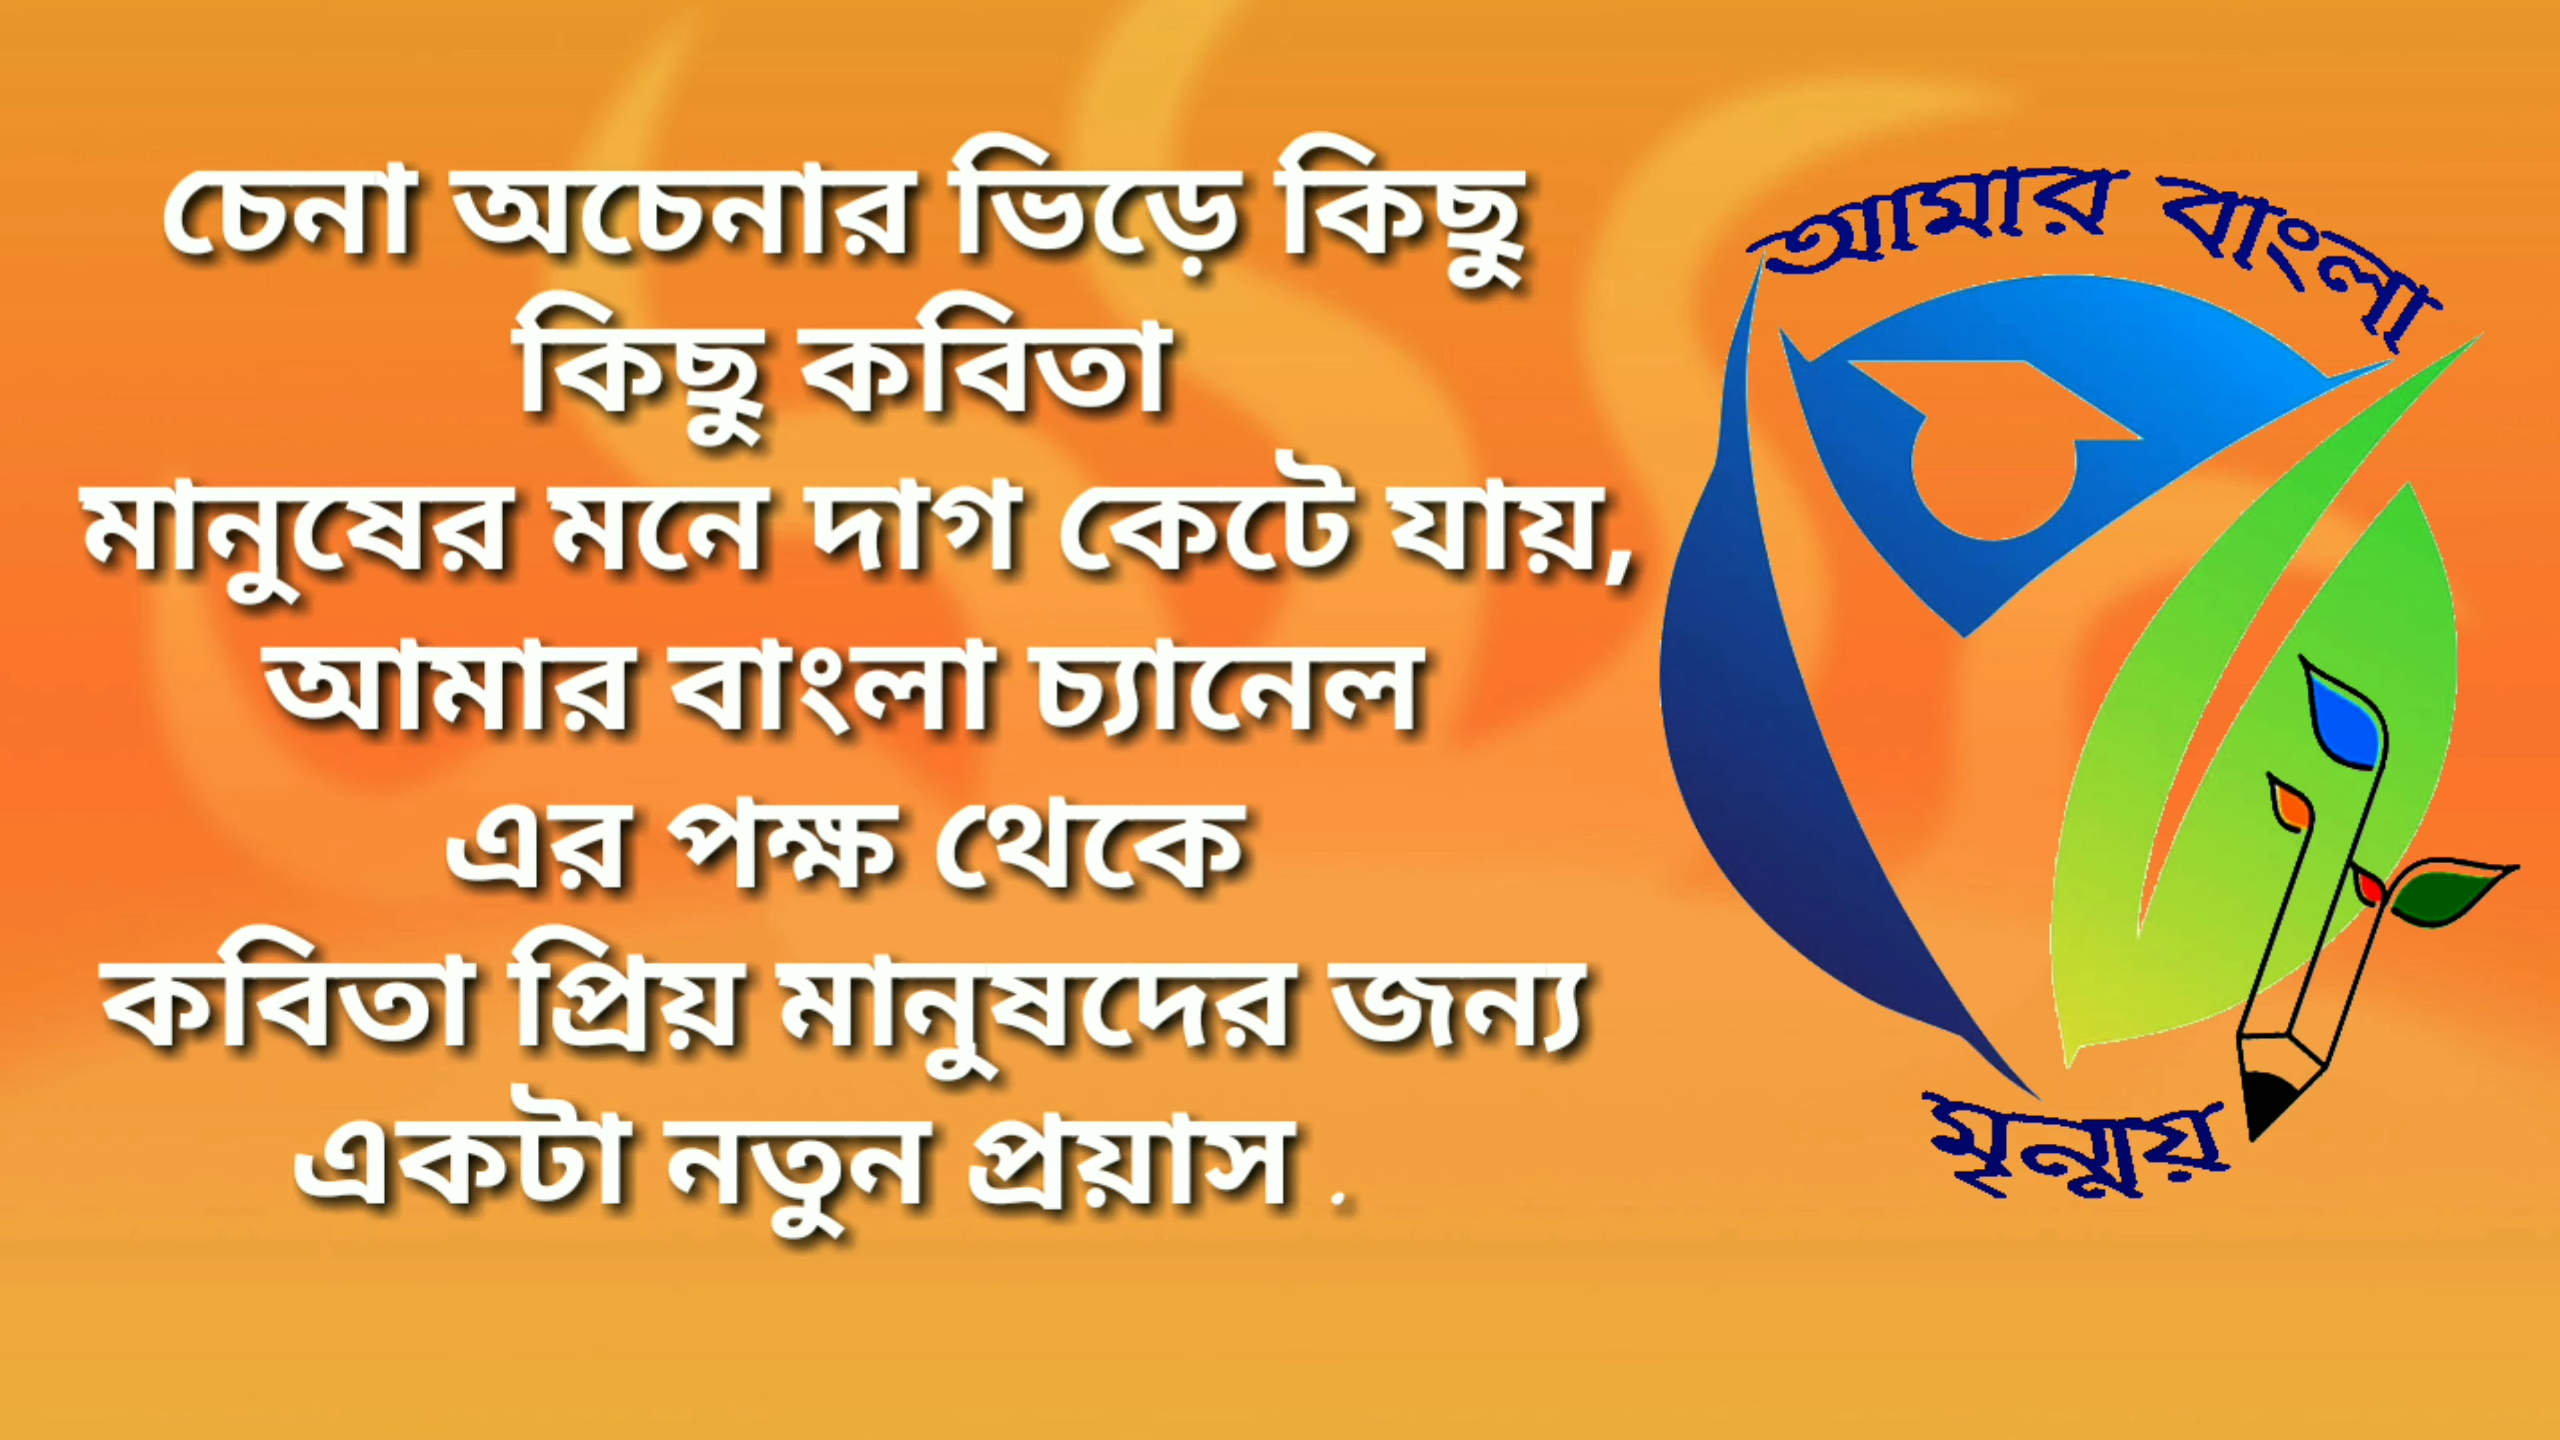 চেনা অচেনার ভিড়ে কিছু
কিছু কবিতা
মানুষের মনে দাগ কেটে যায়,
আমার বাংলা চ্যানেল
এর পক্ষ থেকে
কবিতা প্রিয় মানুষদের জন্য
একটা নতুন প্রয়াস .
আমার বাংলা
মৃন্ময়